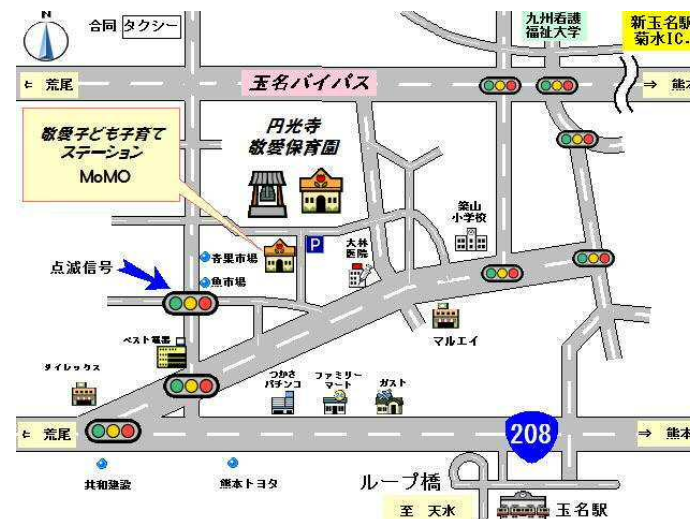 合同 タクシー
九州看護
福祉大学
新玉名駅
菊水IC.
⇐ 荒尾
玉名バイパス
⇒ 熊本
敬愛子ども子育て
ステーション
MoMO
円光寺
敬愛保育園
築山
小学校
P
大林
医院
青果市場
魚市場
点滅信号
ベスト電器
マルエイ
ダイレックス
つかさ
パチンコ
ファミリー
マート
ガスト
⇐ 荒尾
208
⇒ 熊本
共和建設
熊本トヨタ
ループ橋
至 天水
玉名駅